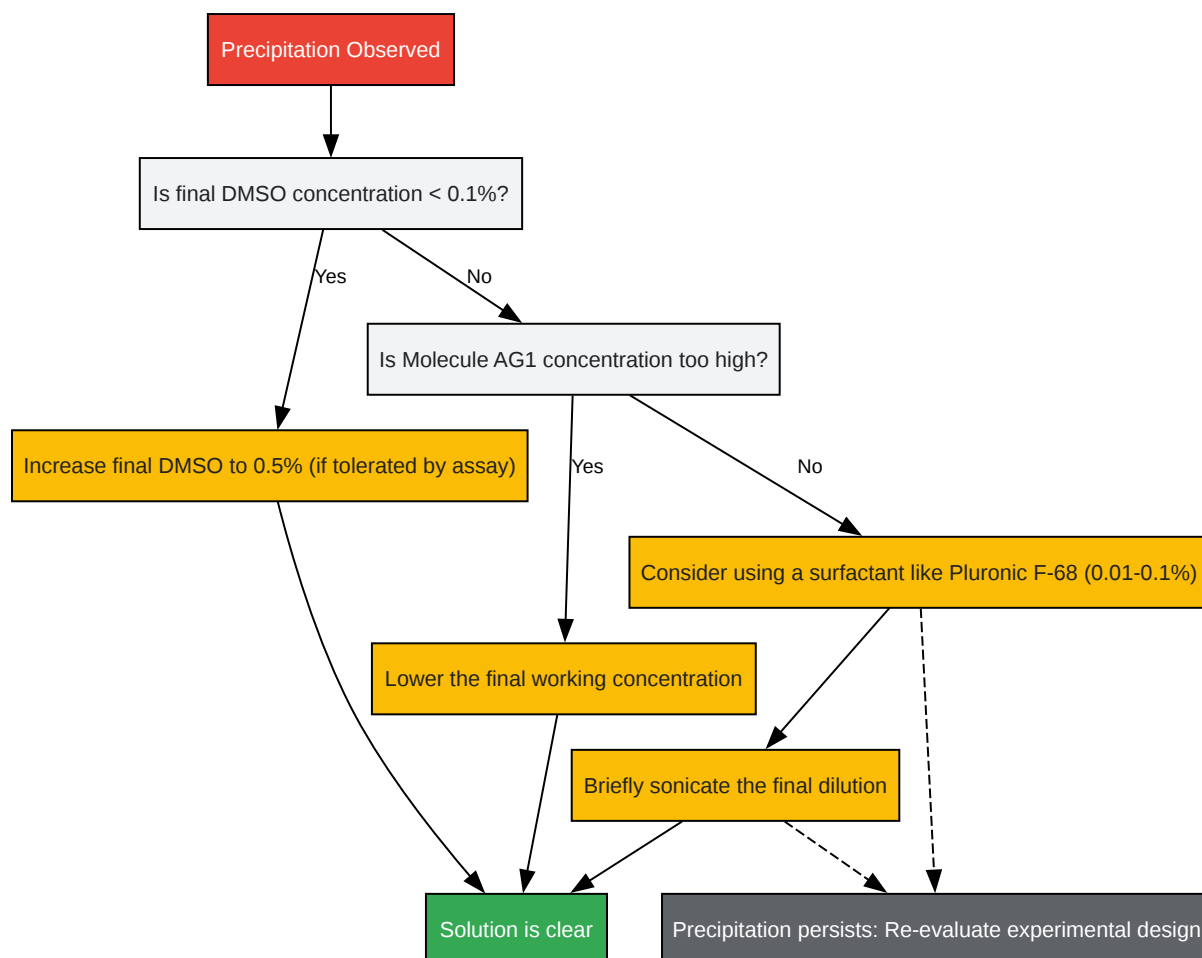 Precipitation Observed
Is final DMSO concentration < 0.1%?
Yes
No
Is Molecule AG1 concentration too high?
Increase final DMSO to 0.5% (if tolerated by assay)
Yes
No
Consider using a surfactant like Pluronic F-68 (0.01-0.1%)
Lower the final working concentration
Briefly sonicate the final dilution
Solution is clear
Precipitation persists: Re-evaluate experimental design